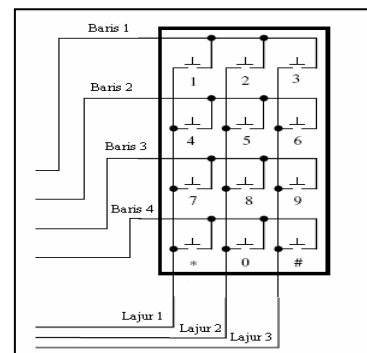 Baris 1
1 2 3
Baris 2
4 5 6
Baris 3
7 8 9
Baris 4
* 0 #
Lajur 1
Lajur 2
Lajur 3